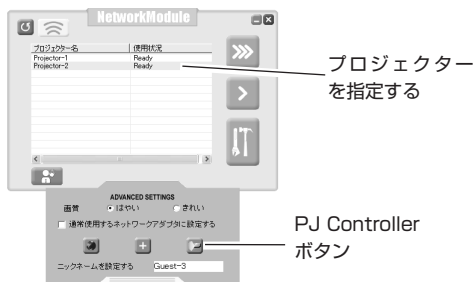 NetworkModule
プロジェクター名 使用状況
Projector-1 Ready
Projector-2 Ready
プロジェクター
を指定する
ADVANCED SETTINGS
画質 はやい きれい
通常使用するネットワークアダプタに設定する
PJ Controller
ボタン
ニックネームを設定する Guest-3